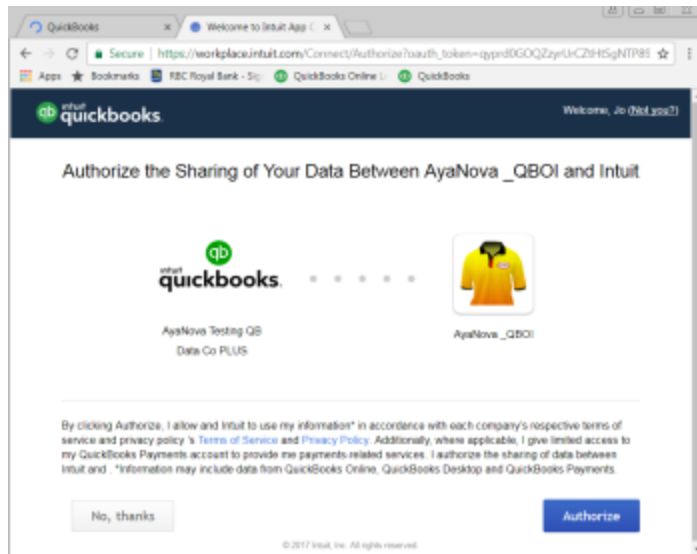 QuickBooks
Welcome to Intuit App C
Secure https://workplace.intuit.com/Connect/Authorize?oauth_token=
Apps Bookmarks RBC Royal Bank - Sig QuickBooks Online L QuickBooks
qb intuit quickbooks. Welcome, Jo (Not you?)
Authorize the Sharing of Your Data Between AyaNova _QBOI and Intuit
qb
intuit
quickbooks.
AyaNova Testing QB
Data Co PLUS
AyaNova _QBOI
By clicking Authorize, I allow and Intuit to use my information* in accordance with each company's respective terms of
service and privacy policy 's Terms of Service and Privacy Policy. Additionally, where applicable, I give limited access to
my QuickBooks Payments account to provide me payments related services. I authorize the sharing of data between
Intuit and . *Information may include data from QuickBooks Online, QuickBooks Desktop and QuickBooks Payments.
No, thanks
Authorize
© 2017 Intuit, Inc. All rights reserved.